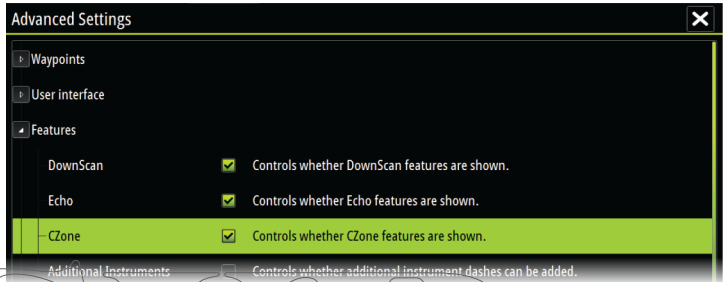 Advanced Settings
Waypoints
User interface
Features
DownScan Controls whether DownScan features are shown.
Echo Controls whether Echo features are shown.
CZone Controls whether CZone features are shown.
Additional Instruments Controls whether additional instrument dashes can be added.